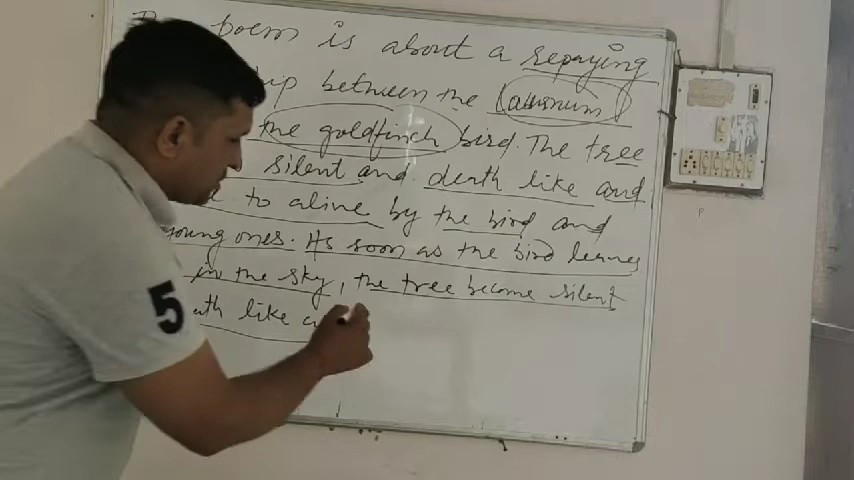 poem is about a repaying
between the laburnum
the goldfinch bird. The tree
silent and death like and
to alive by the bird and
young ones. As soon as the bird leaves
in the sky, the tree become silent
like
5